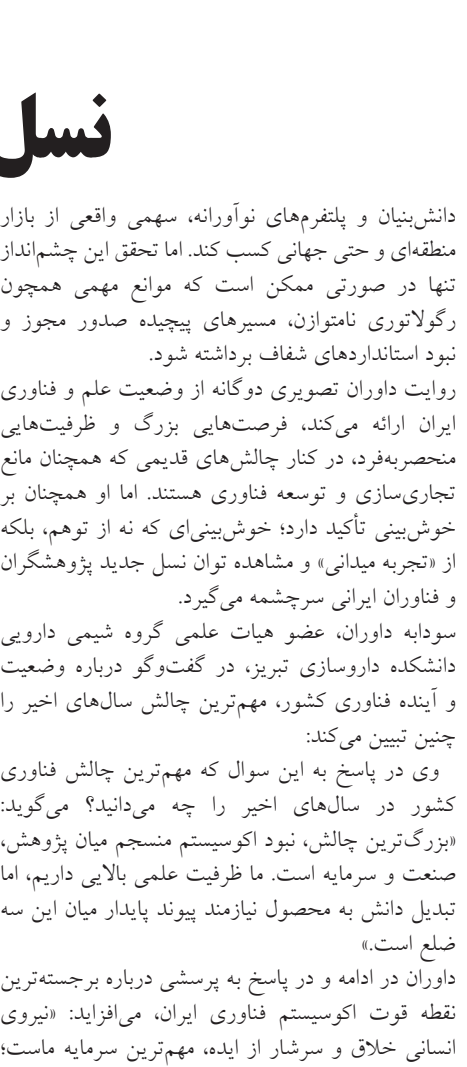 نسل
دانش‌بنیان و پلتفرم‌های نوآورانه، سهمی واقعی از بازار
منطقه‌ای و حتی جهانی کسب کند. اما تحقق این چشم‌انداز
تنها در صورتی ممکن است که موانع مهمی همچون
رگولاتوری نامتوازن، مسیرهای پیچیده صدور مجوز و
نبود استانداردهای شفاف برداشته شود.
روایت داوران تصویری دوگانه از وضعیت علم و فناوری
ایران ارائه می‌کند، فرصت‌هایی بزرگ و ظرفیت‌هایی
منحصربه‌فرد، در کنار چالش‌های قدیمی که همچنان مانع
تجاری‌سازی و توسعه فناوری هستند. اما او همچنان بر
خوش‌بینی تأکید دارد؛ خوش‌بینی‌ای که نه از توهم، بلکه
از «تجربه میدانی» و مشاهده توان نسل جدید پژوهشگران
و فناوران ایرانی سرچشمه می‌گیرد.
سودابه داوران، عضو هیات علمی گروه شیمی دارویی
دانشکده داروسازی تبریز، در گفت‌وگو درباره وضعیت
و آینده فناوری کشور، مهم‌ترین چالش سال‌های اخیر را
چنین تبیین می‌کند:
وی در پاسخ به این سوال که مهم‌ترین چالش فناوری
کشور در سال‌های اخیر را چه می‌دانید؟ می‌گوید:
«بزرگ‌ترین چالش، نبود اکوسیستم منسجم میان پژوهش،
صنعت و سرمایه است. ما ظرفیت علمی بالایی داریم، اما
تبدیل دانش به محصول نیازمند پیوند پایدار میان این سه
ضلع است.»
داوران در ادامه و در پاسخ به پرسشی درباره برجسته‌ترین
نقطه قوت اکوسیستم فناوری ایران، می‌افزاید: «نیروی
انسانی خلاق و سرشار از ایده، مهم‌ترین سرمایه ماست؛